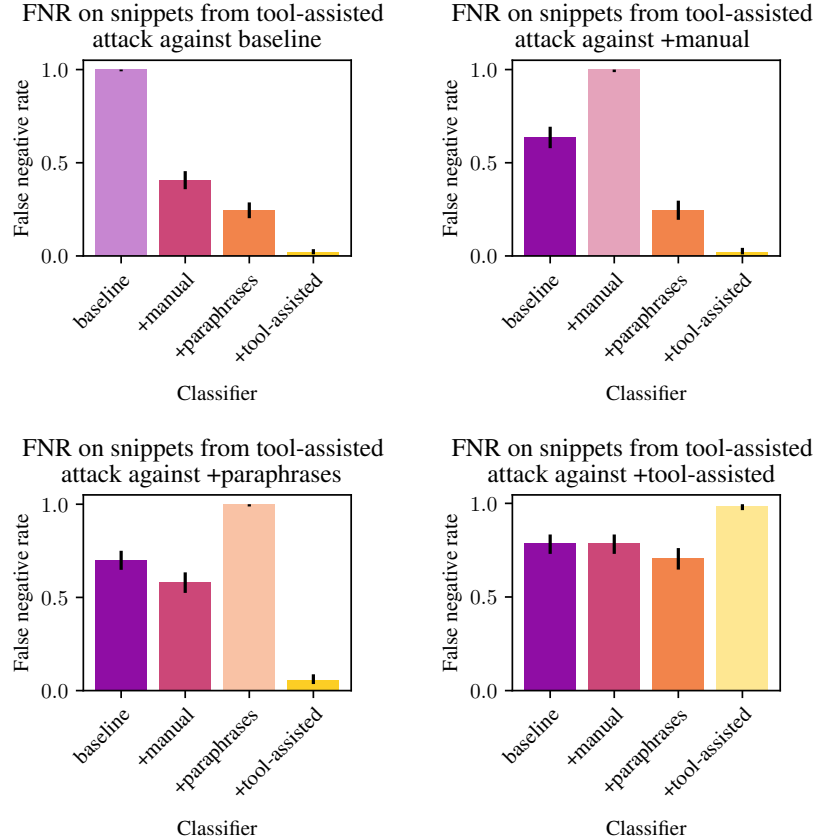 FNR on snippets from tool-assisted
attack against baseline
False negative rate
1.0
0.5
0.0
baseline
+manual
+paraphrases
+tool-assisted
Classifier
FNR on snippets from tool-assisted
attack against +manual
False negative rate
1.0
0.5
0.0
baseline
+manual
+paraphrases
+tool-assisted
Classifier
FNR on snippets from tool-assisted
attack against +paraphrases
False negative rate
1.0
0.5
0.0
baseline
+manual
+paraphrases
+tool-assisted
Classifier
FNR on snippets from tool-assisted
attack against +tool-assisted
False negative rate
1.0
0.5
0.0
baseline
+manual
+paraphrases
+tool-assisted
Classifier